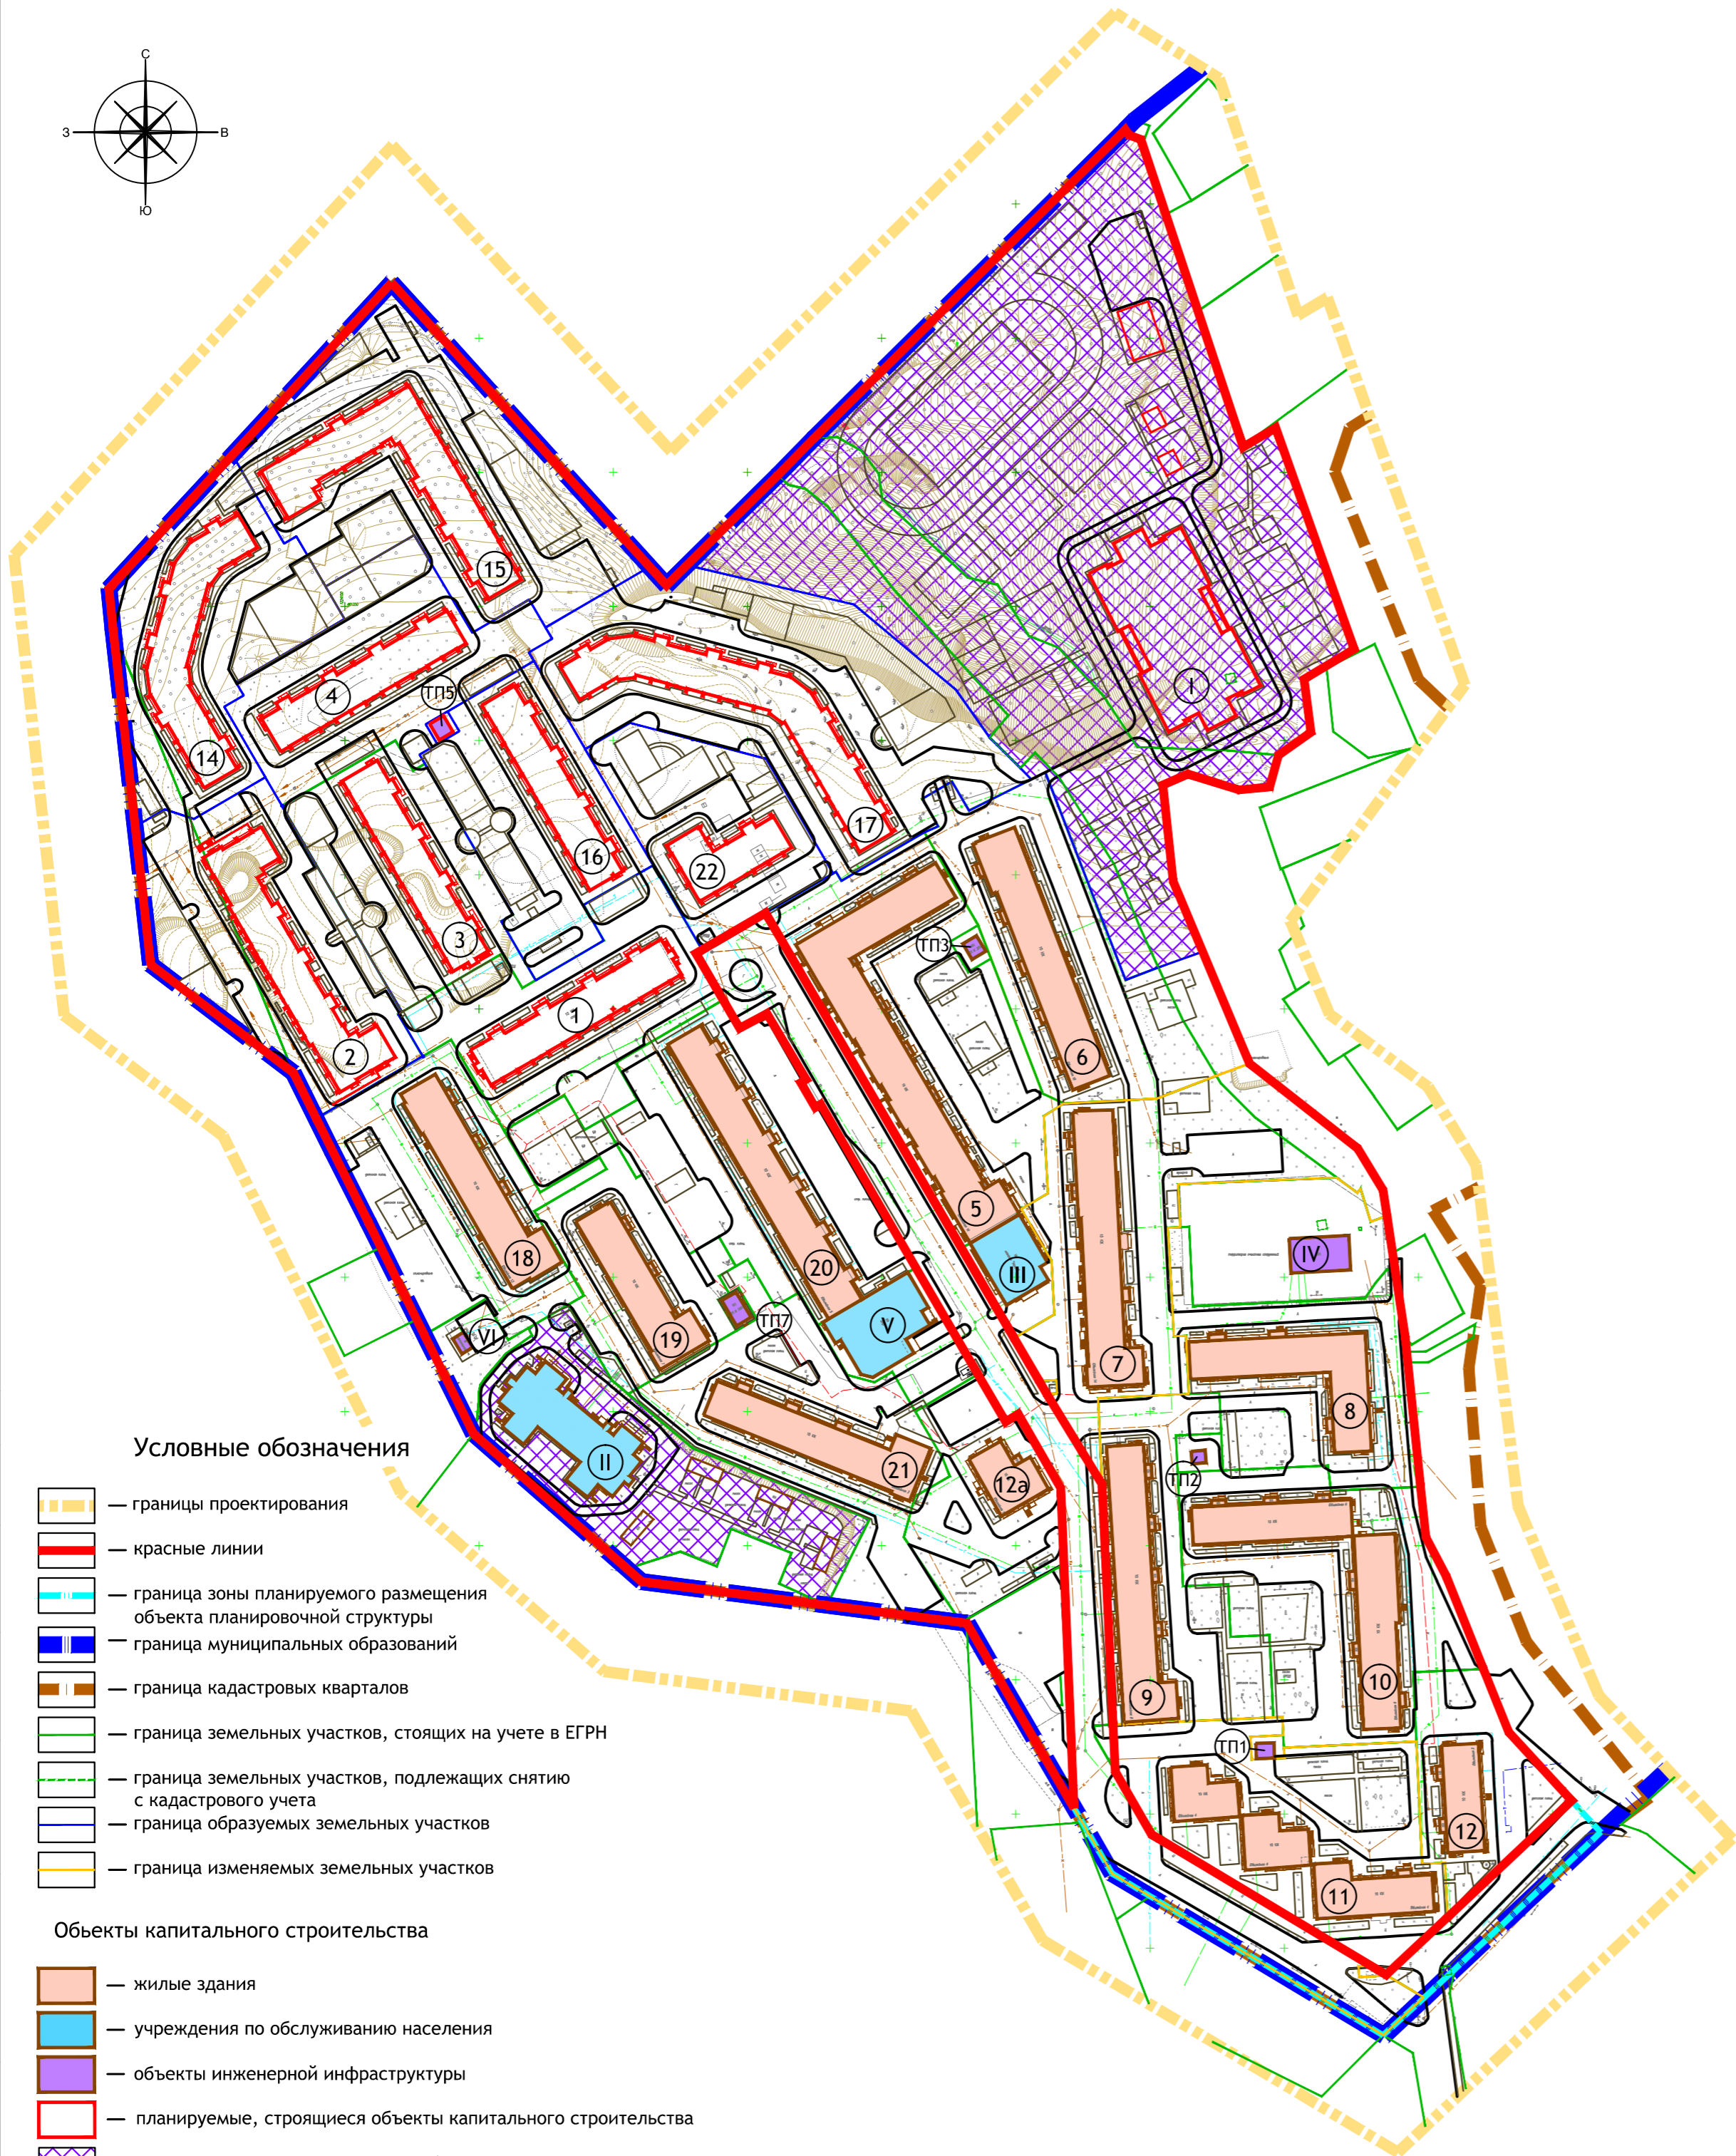 С
З
В
Ю
15
4
ТП5
14
I
17
16
22
3
ТП3
1
2
6
5
18
20
III
IV
ТП7
V
VI
19
7
8
II
21
12а
ТП2
10
9
ТП1
12
11
Условные обозначения
— границы проектирования
— красные линии
— граница зоны планируемого размещения
объекта планировочной структуры
— граница муниципальных образований
— граница кадастровых кварталов
— граница земельных участков, стоящих на учете в ЕГРН
— граница земельных участков, подлежащих снятию
с кадастрового учета
— граница образуемых земельных участков
— граница изменяемых земельных участков
Обьекты капитального строительства
— жилые здания
— учреждения по обслуживанию населения
— объекты инженерной инфраструктуры
— планируемые, строящиеся объекты капитального строительства